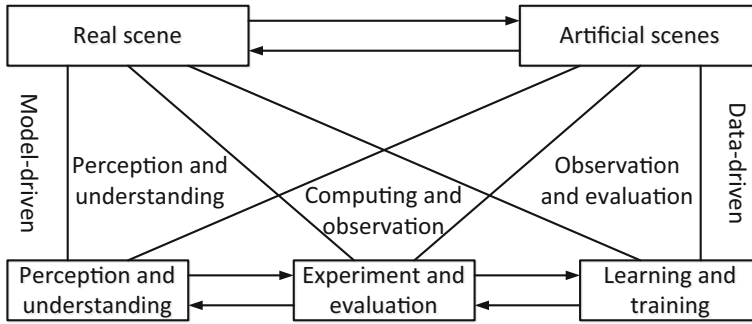 Real scene
Artificial scenes
Model-driven
Perception and
understanding
Computing and
observation
Observation
and evaluation
Data-driven
Perception and
understanding
Experiment and
evaluation
Learning and
training